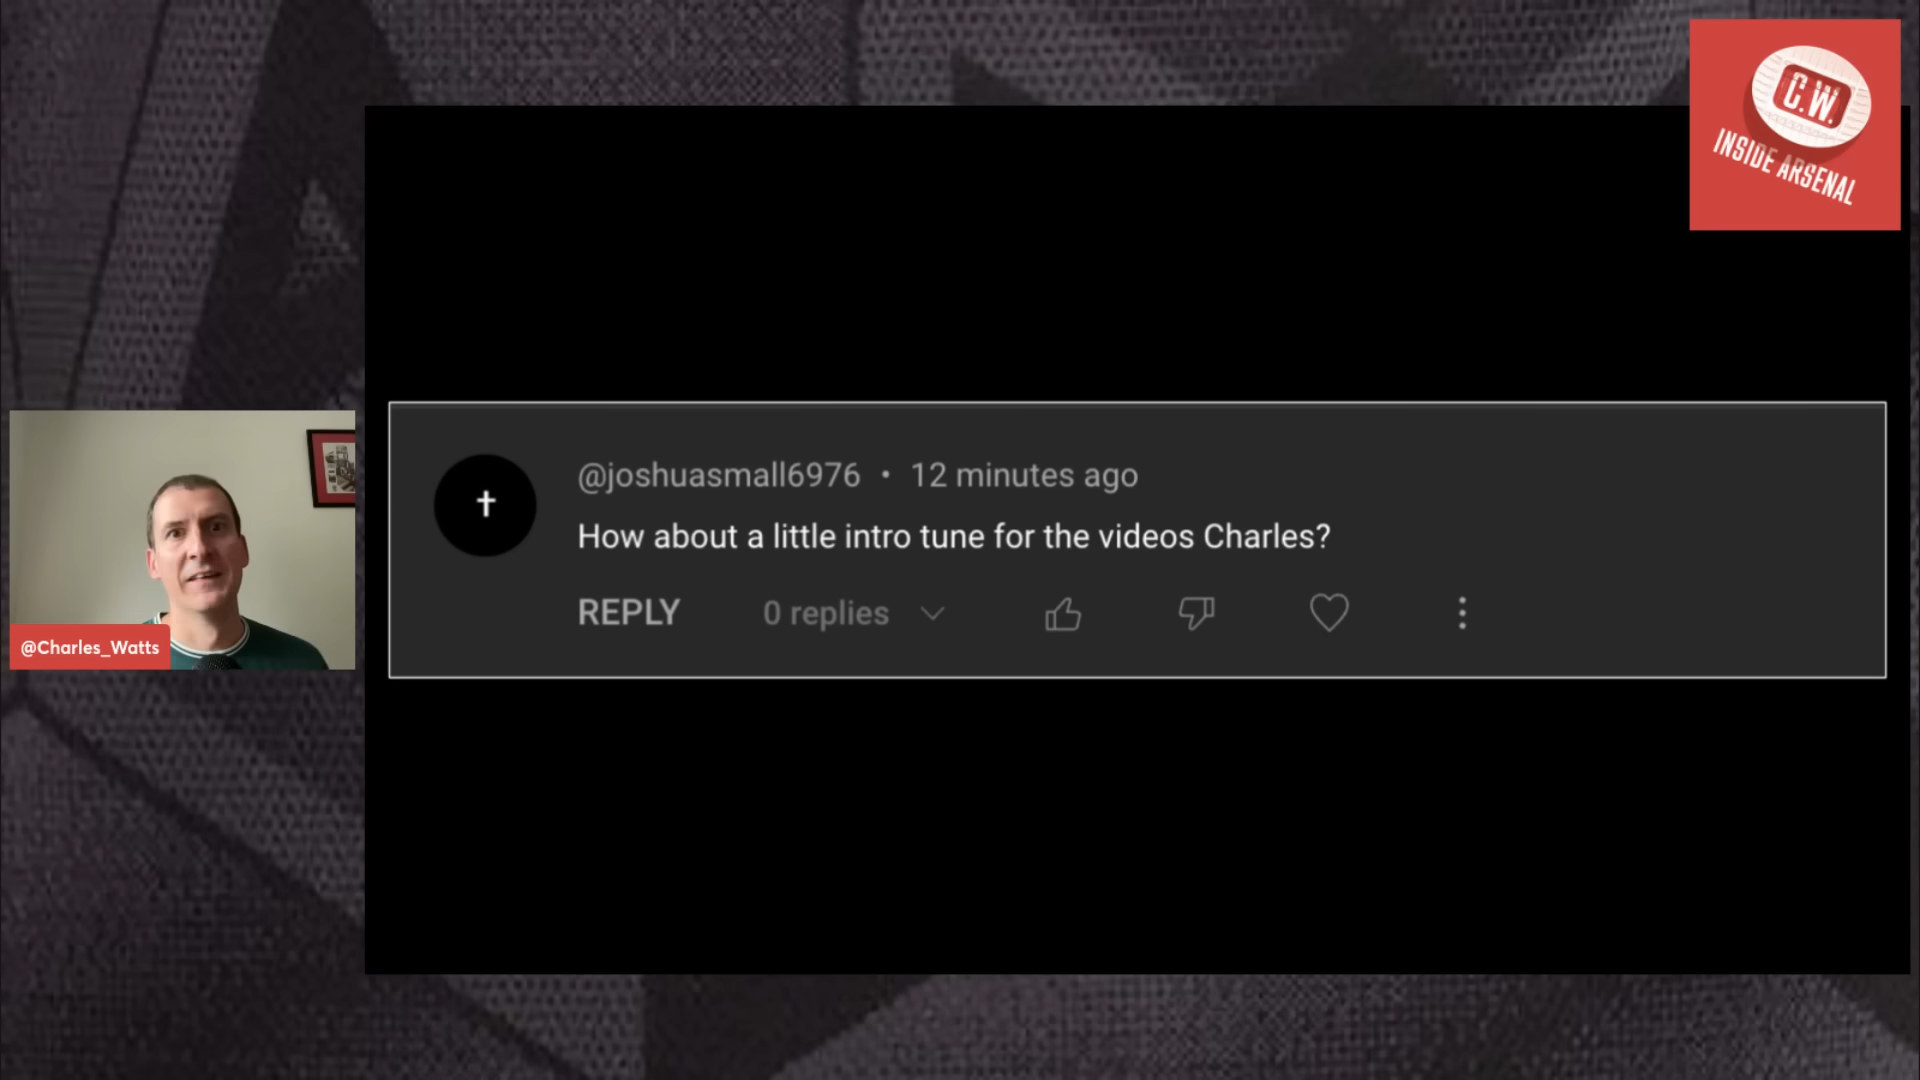 C.W.
INSIDE ARSENAL
@joshuasmall6976 • 12 minutes ago
How about a little intro tune for the videos Charles?
REPLY 0 replies
@Charles_Watts